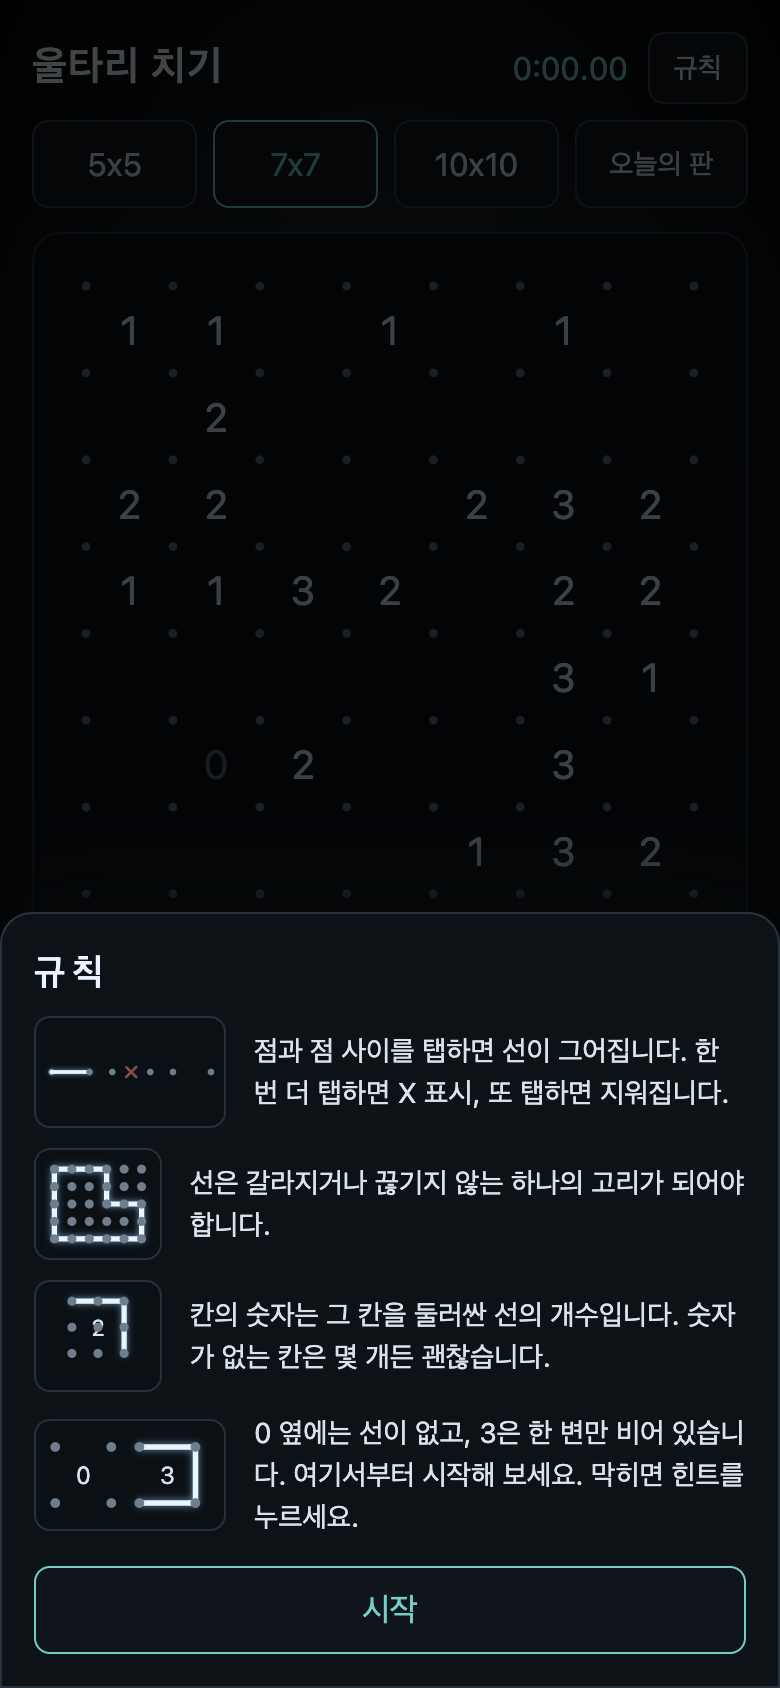 울타리 치기 0:00.00 규칙
5x5 7x7 10x10 오늘의 판
1 1 1 1
2
2 2 2 3 2
1 1 3 2 2 2
3 1
0 2 3
1 3 2
규칙
점과 점 사이를 탭하면 선이 그어집니다. 한
번 더 탭하면 X 표시, 또 탭하면 지워집니다.
선은 갈라지거나 끊기지 않는 하나의 고리가 되어야
합니다.
2
칸의 숫자는 그 칸을 둘러싼 선의 개수입니다. 숫자
가 없는 칸은 몇 개든 괜찮습니다.
0 3
0 옆에는 선이 없고, 3은 한 변만 비어 있습니
다. 여기서부터 시작해 보세요. 막히면 힌트를
누르세요.
시작